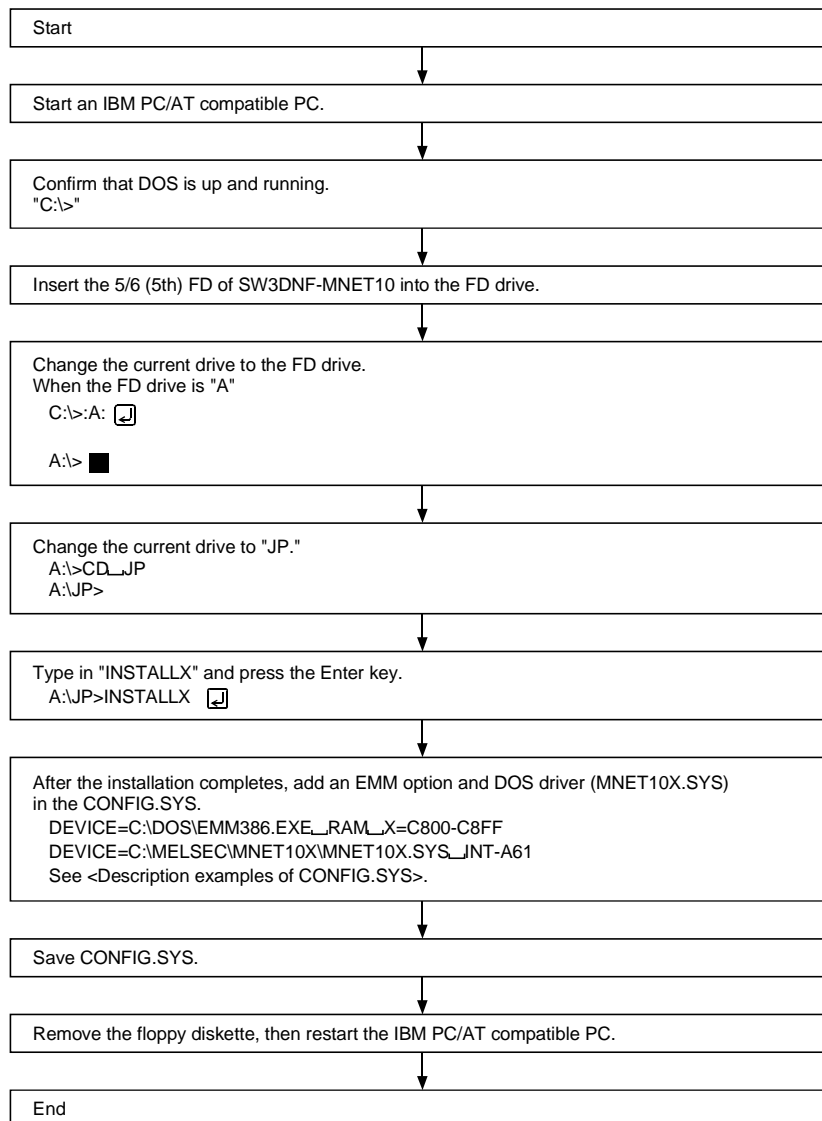 Start
Start an IBM PC/AT compatible PC.
Confirm that DOS is up and running.
"C:\>"
Insert the 5/6 (5th) FD of SW3DNF-MNET10 into the FD drive.
Change the current drive to the FD drive.
When the FD drive is "A"
C:\>:A: ↵
A:\> ■
Change the current drive to "JP."
A:\>CD␣JP
A:\JP>
Type in "INSTALLX" and press the Enter key.
A:\JP>INSTALLX ↵
After the installation completes, add an EMM option and DOS driver (MNET10X.SYS)
in the CONFIG.SYS.
DEVICE=C:\DOS\EMM386.EXE␣RAM␣X=C800-C8FF
DEVICE=C:\MELSEC\MNET10X\MNET10X.SYS␣INT-A61
See <Description examples of CONFIG.SYS>.
Save CONFIG.SYS.
Remove the floppy diskette, then restart the IBM PC/AT compatible PC.
End